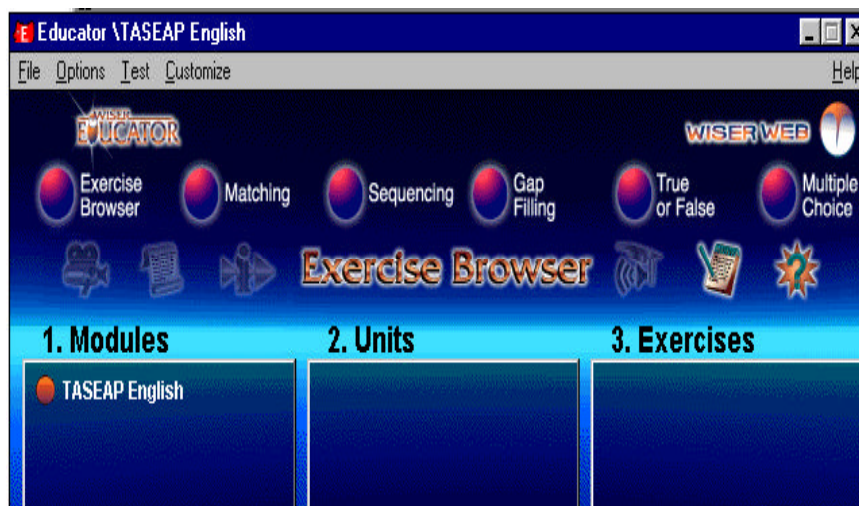 Educator \TASEAP English
File Options Test Customize Help
WISER
EDUCATOR
WISER WEB
Exercise
Browser
Matching
Sequencing
Gap
Filling
True
or False
Multiple
Choice
Exercise Browser
1. Modules 2. Units 3. Exercises
TASEAP English